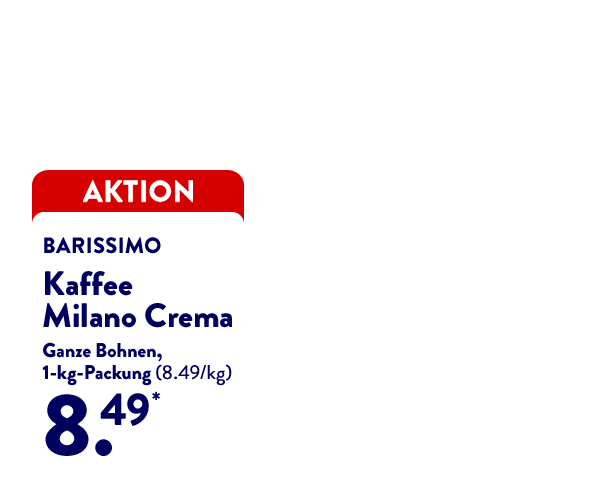 AKTION
BARISSIMO
Kaffee
Milano Crema
Ganze Bohnen,
1-kg-Packung (8.49/kg)
8.49*